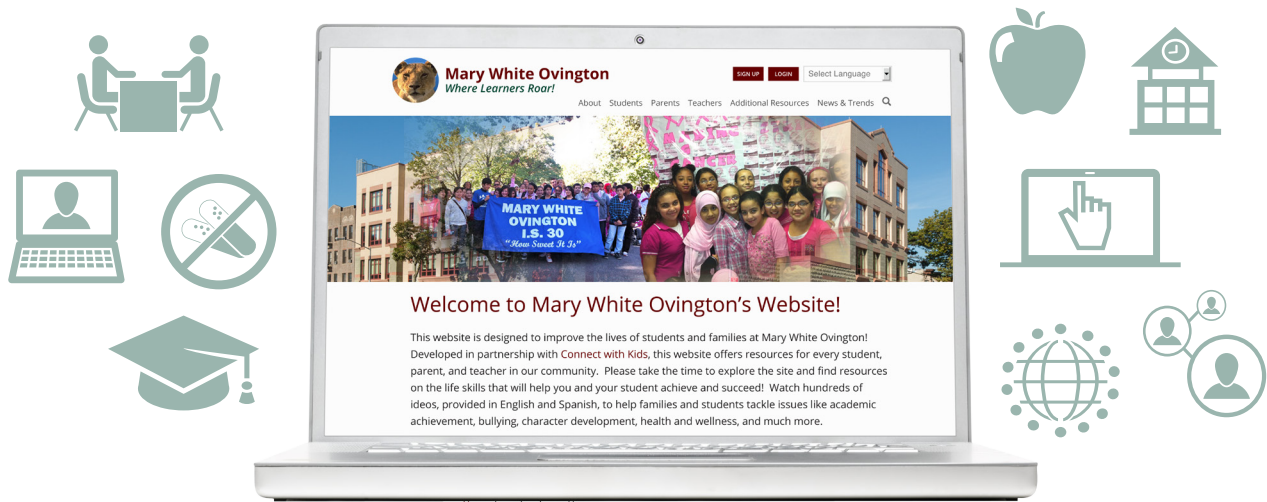 Mary White Ovington
Where Learners Roar!
SIGN UP LOGIN Select Language
About Students Parents Teachers Additional Resources News & Trends
MARY WHITE
OVINGTON
I.S. 30
"How Sweet It Is"
Welcome to Mary White Ovington's Website!
This website is designed to improve the lives of students and families at Mary White Ovington!
Developed in partnership with Connect with Kids, this website offers resources for every student,
parent, and teacher in our community. Please take the time to explore the site and find resources
on the life skills that will help you and your student achieve and succeed! Watch hundreds of
ideos, provided in English and Spanish, to help families and students tackle issues like academic
achievement, bullying, character development, health and wellness, and much more.